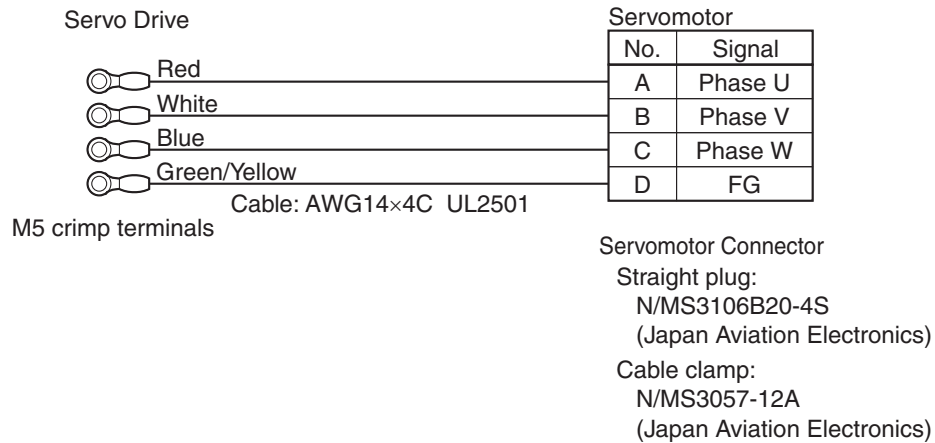 Servo Drive
Servomotor
No. Signal
Red
A Phase U
White
B Phase V
Blue
C Phase W
Green/Yellow
D FG
Cable: AWG14×4C UL2501
M5 crimp terminals
Servomotor Connector
Straight plug:
N/MS3106B20-4S
(Japan Aviation Electronics)
Cable clamp:
N/MS3057-12A
(Japan Aviation Electronics)